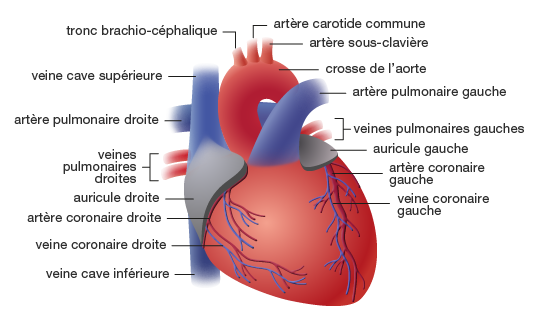 tronc brachio-céphalique
veine cave supérieure
artère pulmonaire droite
veines
pulmonaires
droites
auricule droite
artère coronaire droite
veine coronaire droite
veine cave inférieure
artère carotide commune
artère sous-clavière
crosse de l'aorte
artère pulmonaire gauche
veines pulmonaires gauches
auricule gauche
artère coronaire
gauche
veine coronaire
gauche